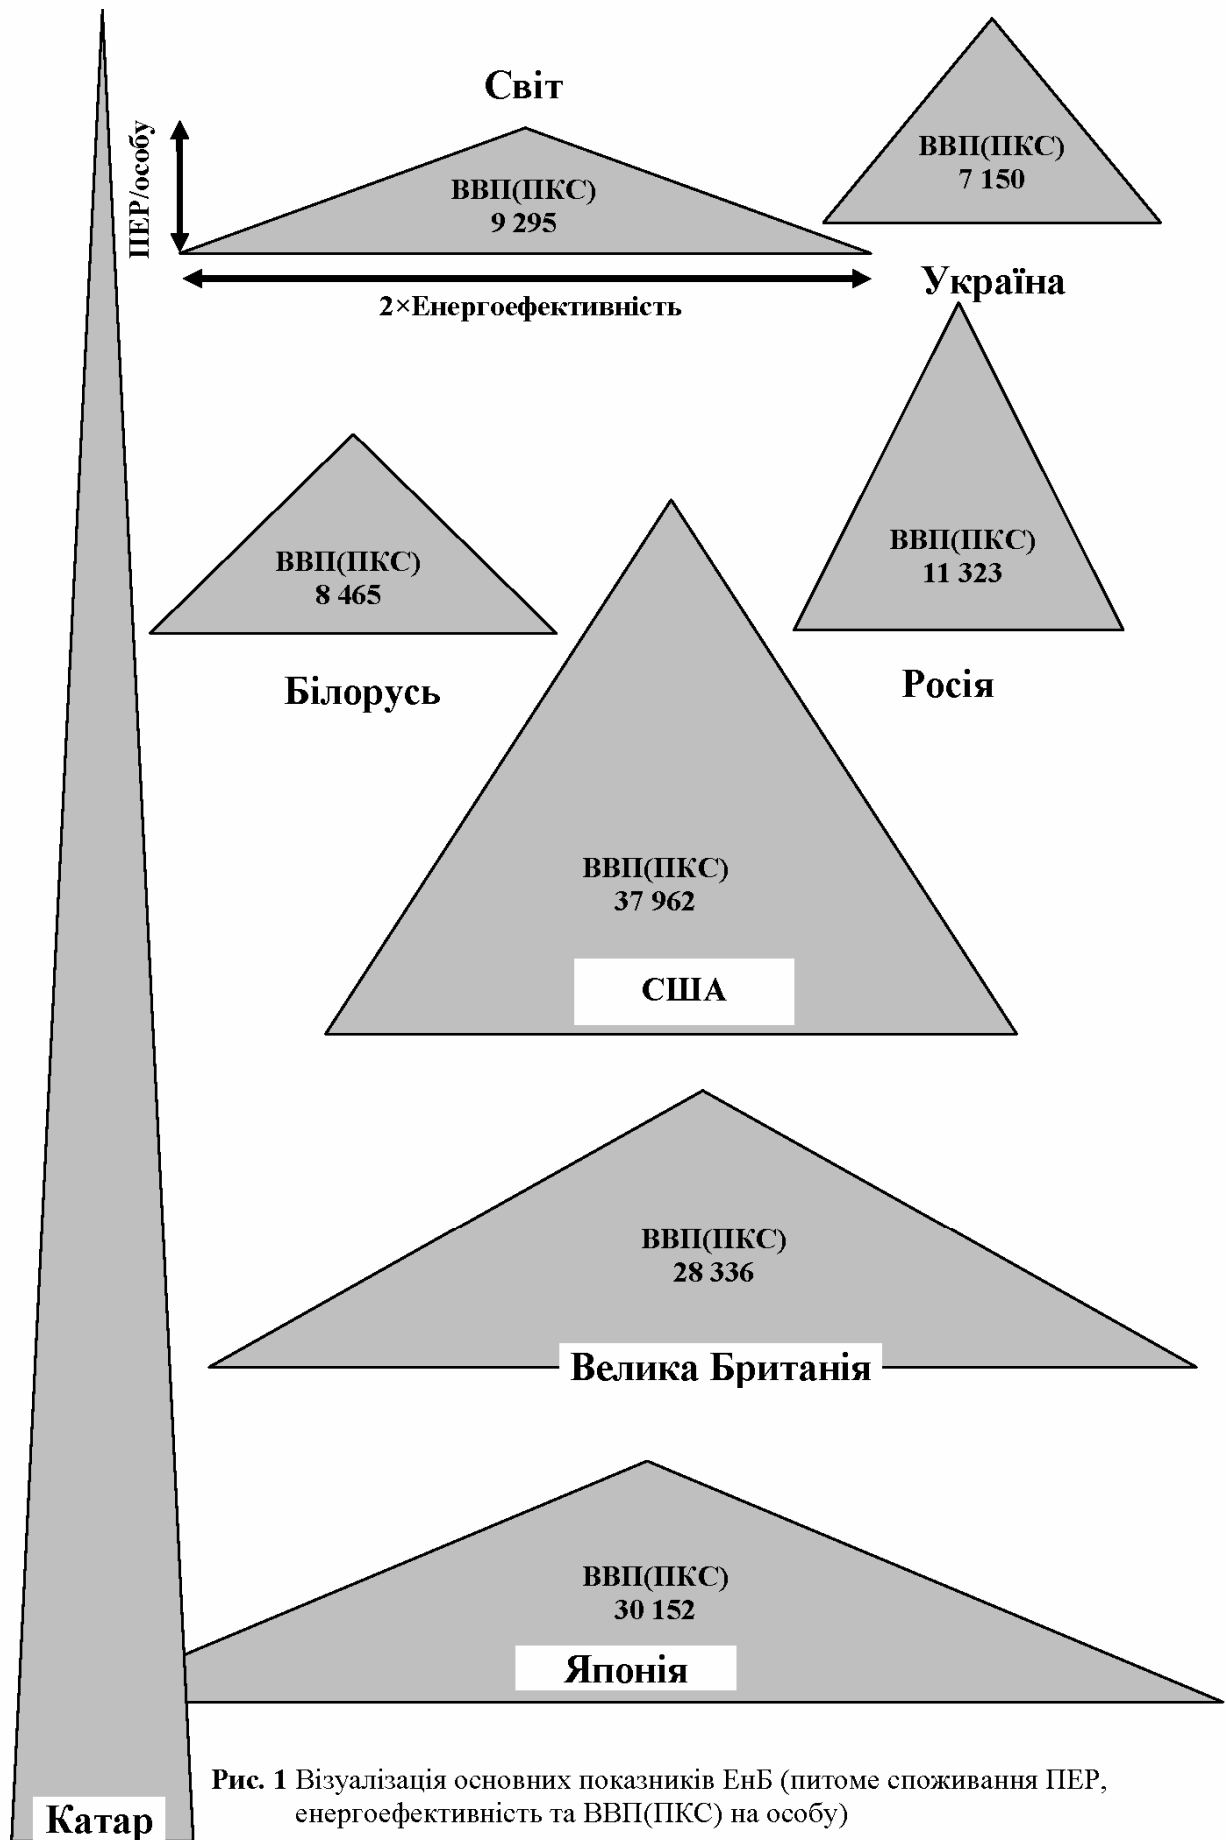 Світ
ПЕР/особу
ВВП(ПКС)
9 295
2×Енергоефективність
ВВП(ПКС)
7 150
Україна
ВВП(ПКС)
8 465
Білорусь
ВВП(ПКС)
11 323
Росія
ВВП(ПКС)
37 962
США
ВВП(ПКС)
28 336
Велика Британія
ВВП(ПКС)
30 152
Японія
Катар
Рис. 1 Візуалізація основних показників ЕнБ (питоме споживання ПЕР,
енергоефективність та ВВП(ПКС) на особу)